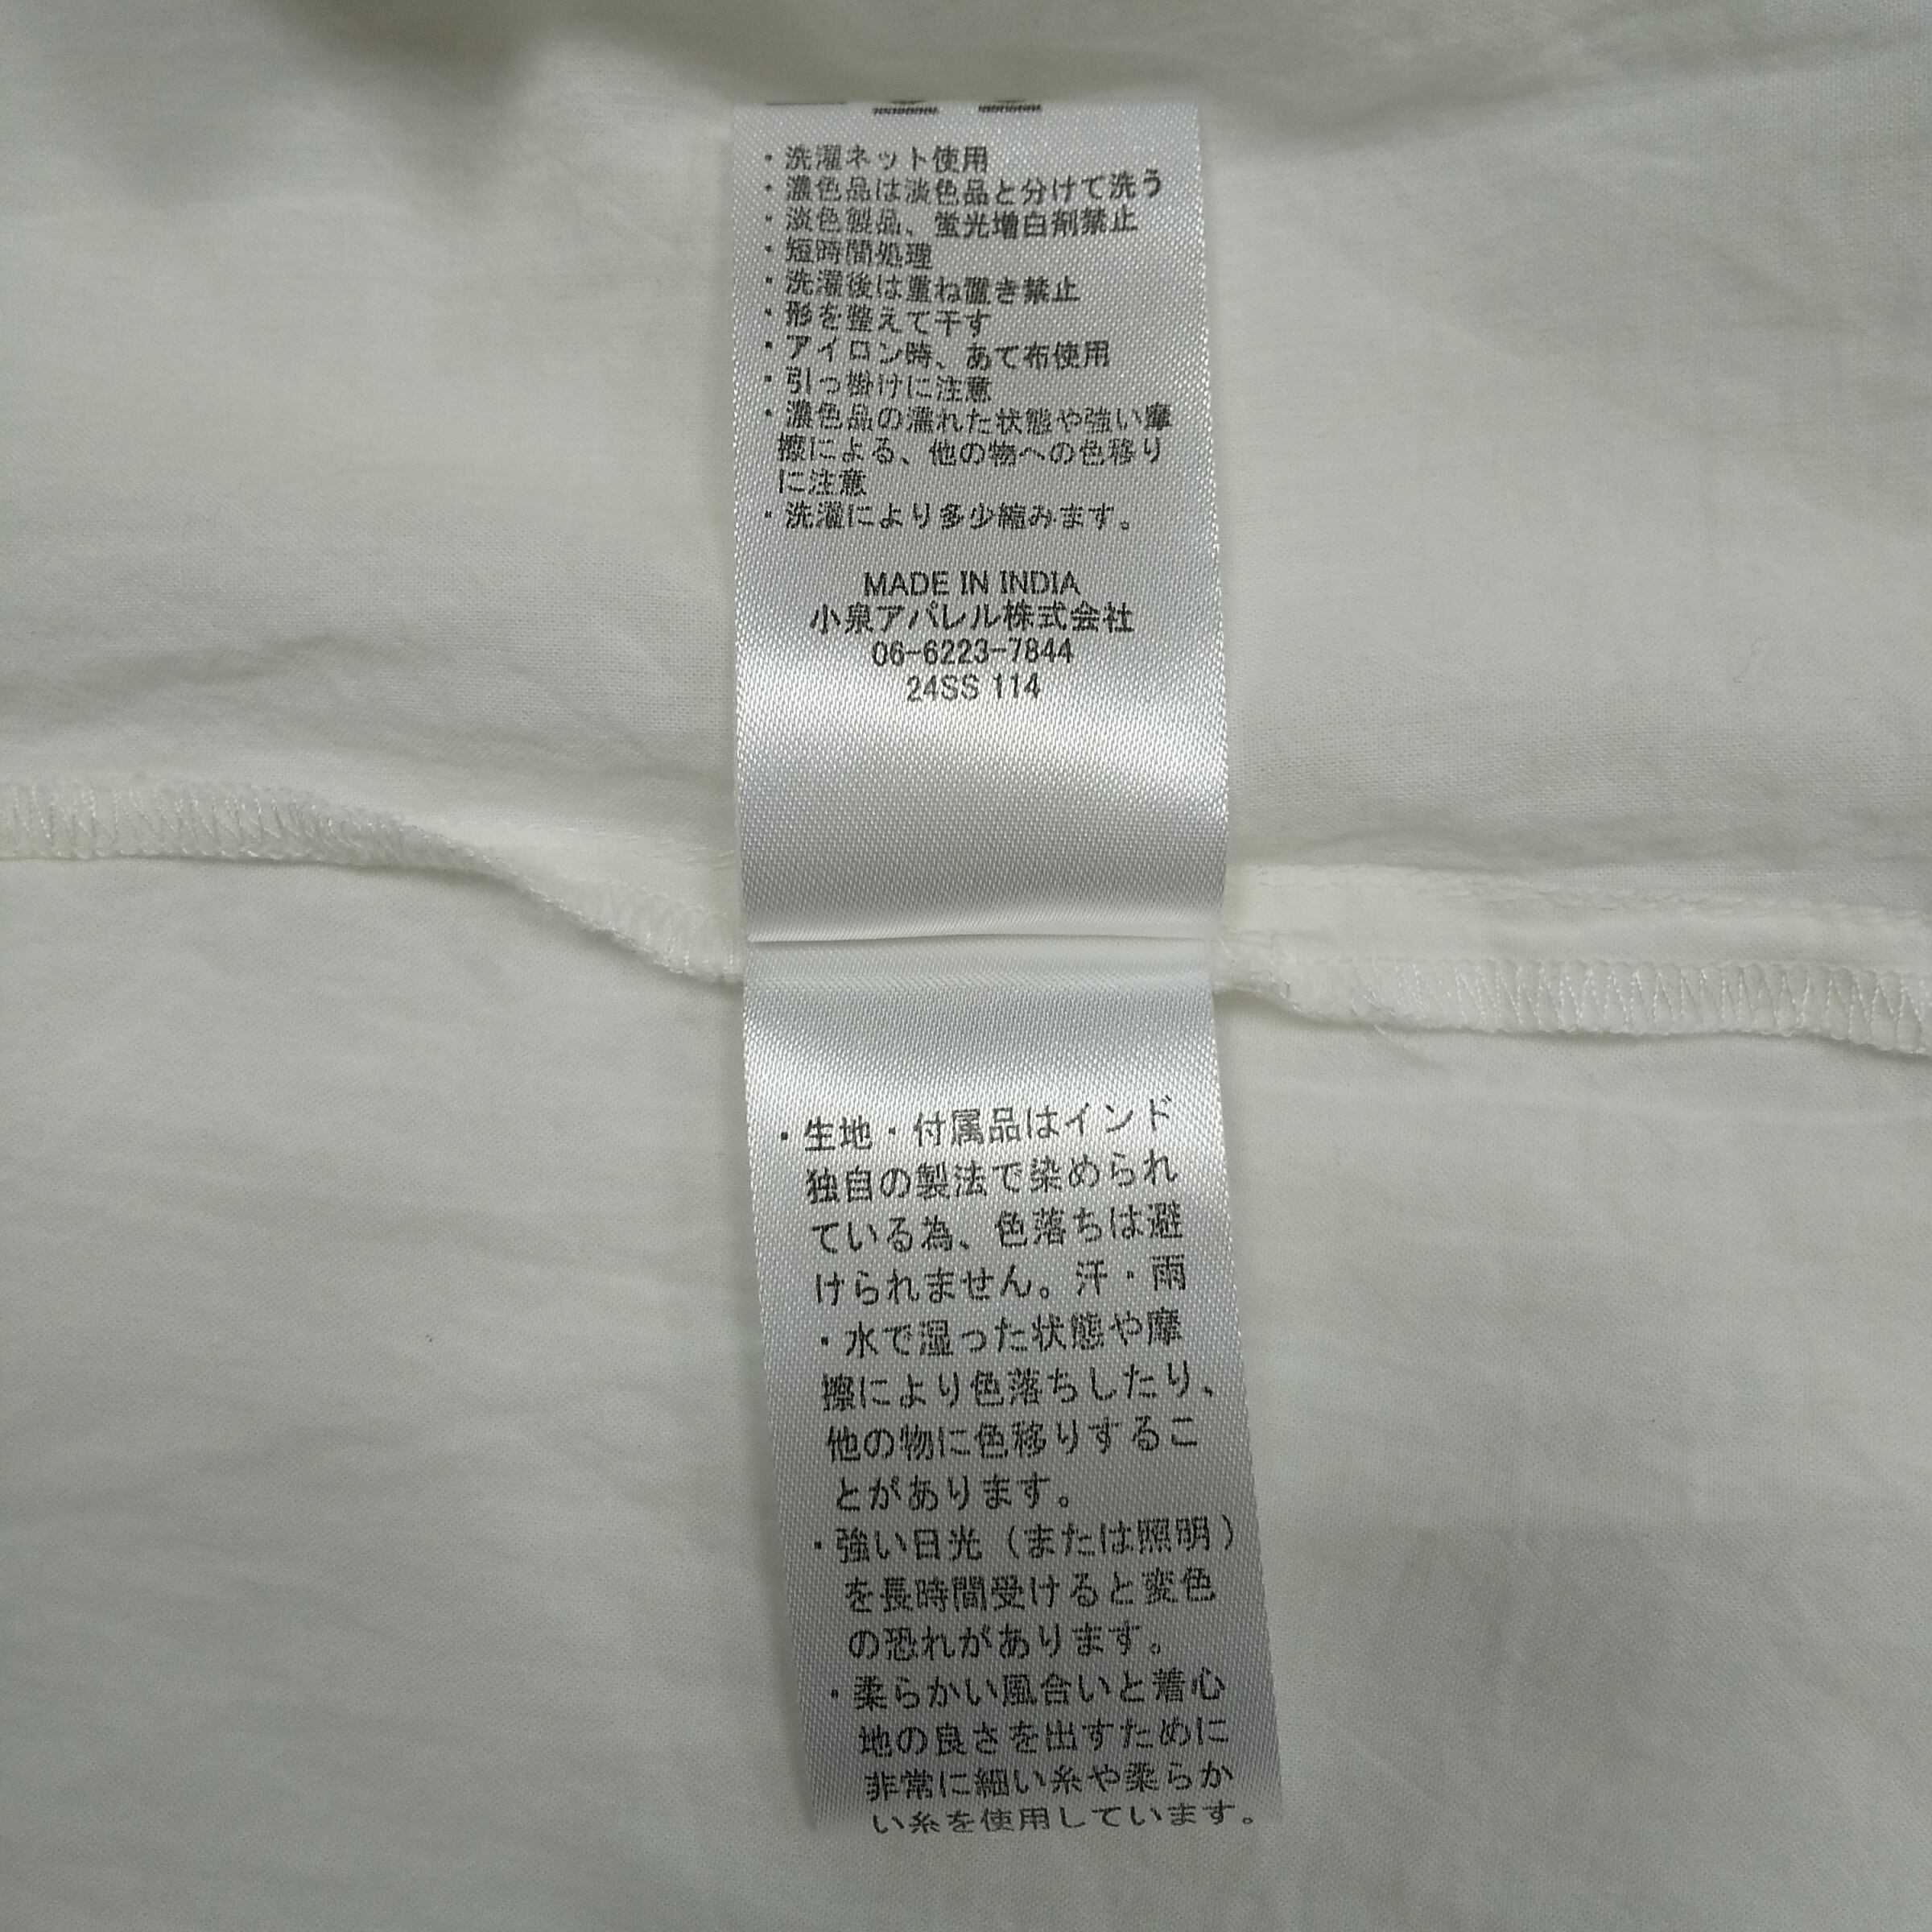 ・洗濯ネット使用
・濃色品は淡色品と分けて洗う
・淡色製品、蛍光増白剤禁止
・短時間処理
・洗濯後は重ね置き禁止
・形を整えて干す
・アイロン時、あて布使用
・引っ掛けに注意
・濃色品の濡れた状態や強い摩
擦による、他の物への色移り
に注意
・洗濯により多少縮みます。
MADE IN INDIA
小泉アパレル株式会社
06-6223-7844
24SS 114
・生地・付属品はインド
独自の製法で染められ
ている為、色落ちは避
けられません。汗・雨
・水で湿った状態や摩
擦により色落ちしたり、
他の物に色移りするこ
とがあります。
・強い日光（または照明）
を長時間受けると変色
の恐れがあります。
・柔らかい風合いと着心
地の良さを出すために
非常に細い糸や柔らか
い糸を使用しています。